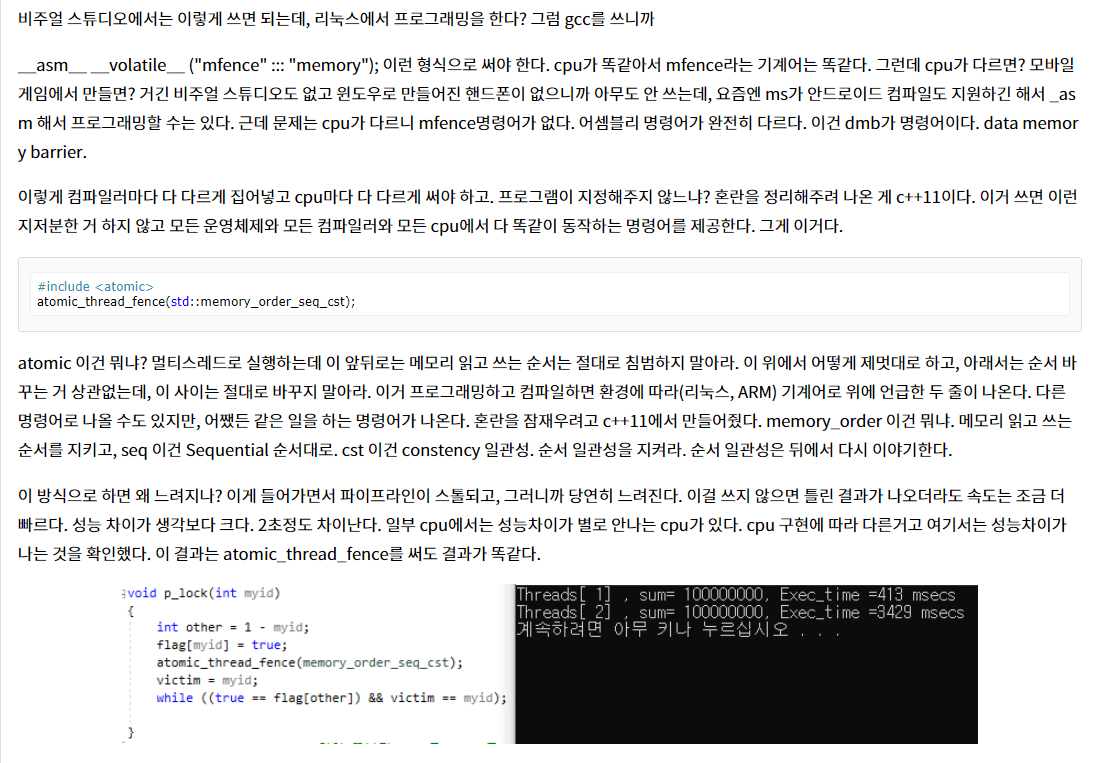 비주얼 스튜디오에서는 이렇게 쓰면 되는데, 리눅스에서 프로그래밍을 한다? 그럼 gcc를 쓰니까
__asm__ __volatile__ ("mfence" ::: "memory"); 이런 형식으로 써야 한다. cpu가 똑같아서 mfence라는 기계어는 똑같다. 그런데 cpu가 다르면? 모바일
게임에서 만들면? 거긴 비주얼 스튜디오도 없고 윈도우로 만들어진 핸드폰이 없으니까 아무도 안 쓰는데, 요즘엔 ms가 안드로이드 컴파일도 지원하긴 해서 _as
m 해서 프로그래밍할 수는 있다. 근데 문제는 cpu가 다르니 mfence명령어가 없다. 어셈블리 명령어가 완전히 다르다. 이건 dmb가 명령어이다. data memor
y barrier.
이렇게 컴파일러마다 다 다르게 집어넣고 cpu마다 다 다르게 써야 하고. 프로그램이 지정해주지 않느냐? 혼란을 정리해주려 나온 게 c++11이다. 이거 쓰면 이런
지저분한 거 하지 않고 모든 운영체제와 모든 컴파일러와 모든 cpu에서 다 똑같이 동작하는 명령어를 제공한다. 그게 이거다.
#include <atomic>
atomic_thread_fence(std::memory_order_seq_cst);
atomic 이건 뭐냐? 멀티스레드로 실행하는데 이 앞뒤로는 메모리 읽고 쓰는 순서는 절대로 침범하지 말아라. 이 위에서 어떻게 제멋대로 하고, 아래서는 순서 바
꾸는 거 상관없는데, 이 사이는 절대로 바꾸지 말아라. 이거 프로그래밍하고 컴파일하면 환경에 따라(리눅스, ARM) 기계어로 위에 언급한 두 줄이 나온다. 다른
명령어로 나올 수도 있지만, 어쨌든 같은 일을 하는 명령어가 나온다. 혼란을 잠재우려고 c++11에서 만들어줬다. memory_order 이건 뭐냐. 메모리 읽고 쓰는
순서를 지키고, seq 이건 Sequential 순서대로. cst 이건 constency 일관성. 순서 일관성을 지켜라. 순서 일관성은 뒤에서 다시 이야기한다.
이 방식으로 하면 왜 느려지나? 이게 들어가면서 파이프라인이 스톨되고, 그러니까 당연히 느려진다. 이걸 쓰지 않으면 틀린 결과가 나오더라도 속도는 조금 더
빠르다. 성능 차이가 생각보다 크다. 2초정도 차이난다. 일부 cpu에서는 성능차이가 별로 안나는 cpu가 있다. cpu 구현에 따라 다른거고 여기서는 성능차이가
나는 것을 확인했다. 이 결과는 atomic_thread_fence를 써도 결과가 똑같다.
void p_lock(int myid)
{
int other = 1 - myid;
flag[myid] = true;
atomic_thread_fence(memory_order_seq_cst);
victim = myid;
while ((true == flag[other]) && victim == myid);
}
Threads[ 1] , sum= 100000000, Exec_time =413 msecs
Threads[ 2] , sum= 100000000, Exec_time =3429 msecs
계속하려면 아무 키나 누르십시오 . . .